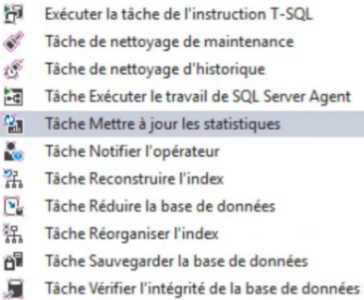 Exécuter la tâche de l'instruction T-SQL
Tâche de nettoyage de maintenance
Tâche de nettoyage d'historique
Tâche Exécuter le travail de SQL Server Agent
Tâche Mettre à jour les statistiques
Tâche Notifier l'opérateur
Tâche Reconstruire l'index
Tâche Réduire la base de données
Tâche Réorganiser l'index
Tâche Sauvegarder la base de données
Tâche Vérifier l'intégrité de la base de données